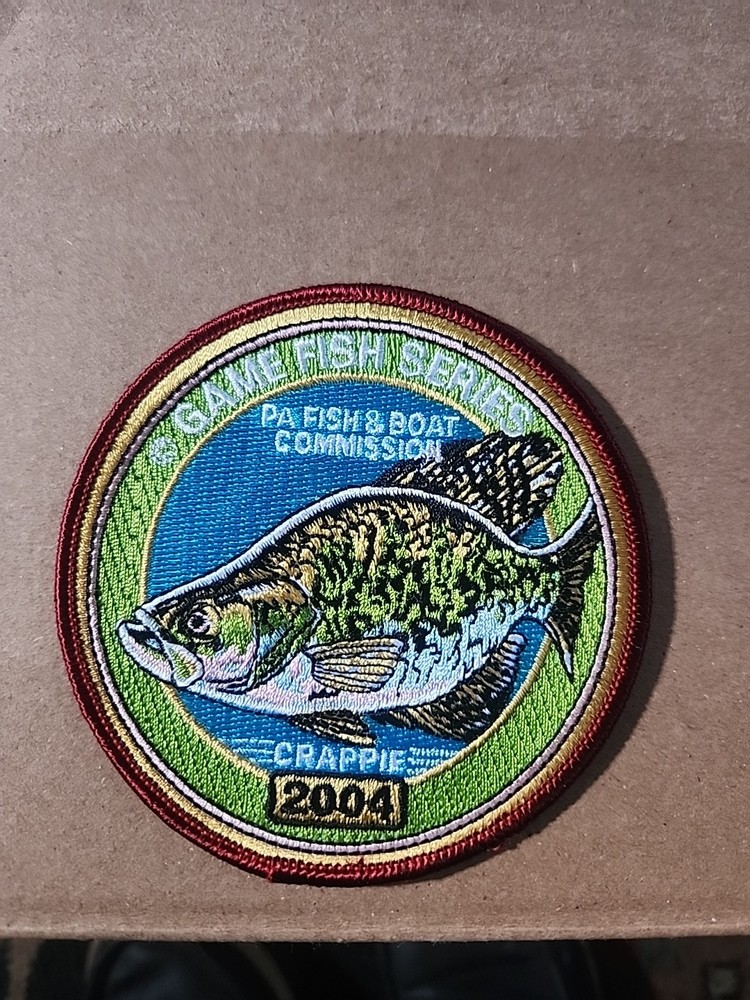 © GAME FISH SERIES
PA FISH & BOAT
COMMISSION
CRAPPIE
2004